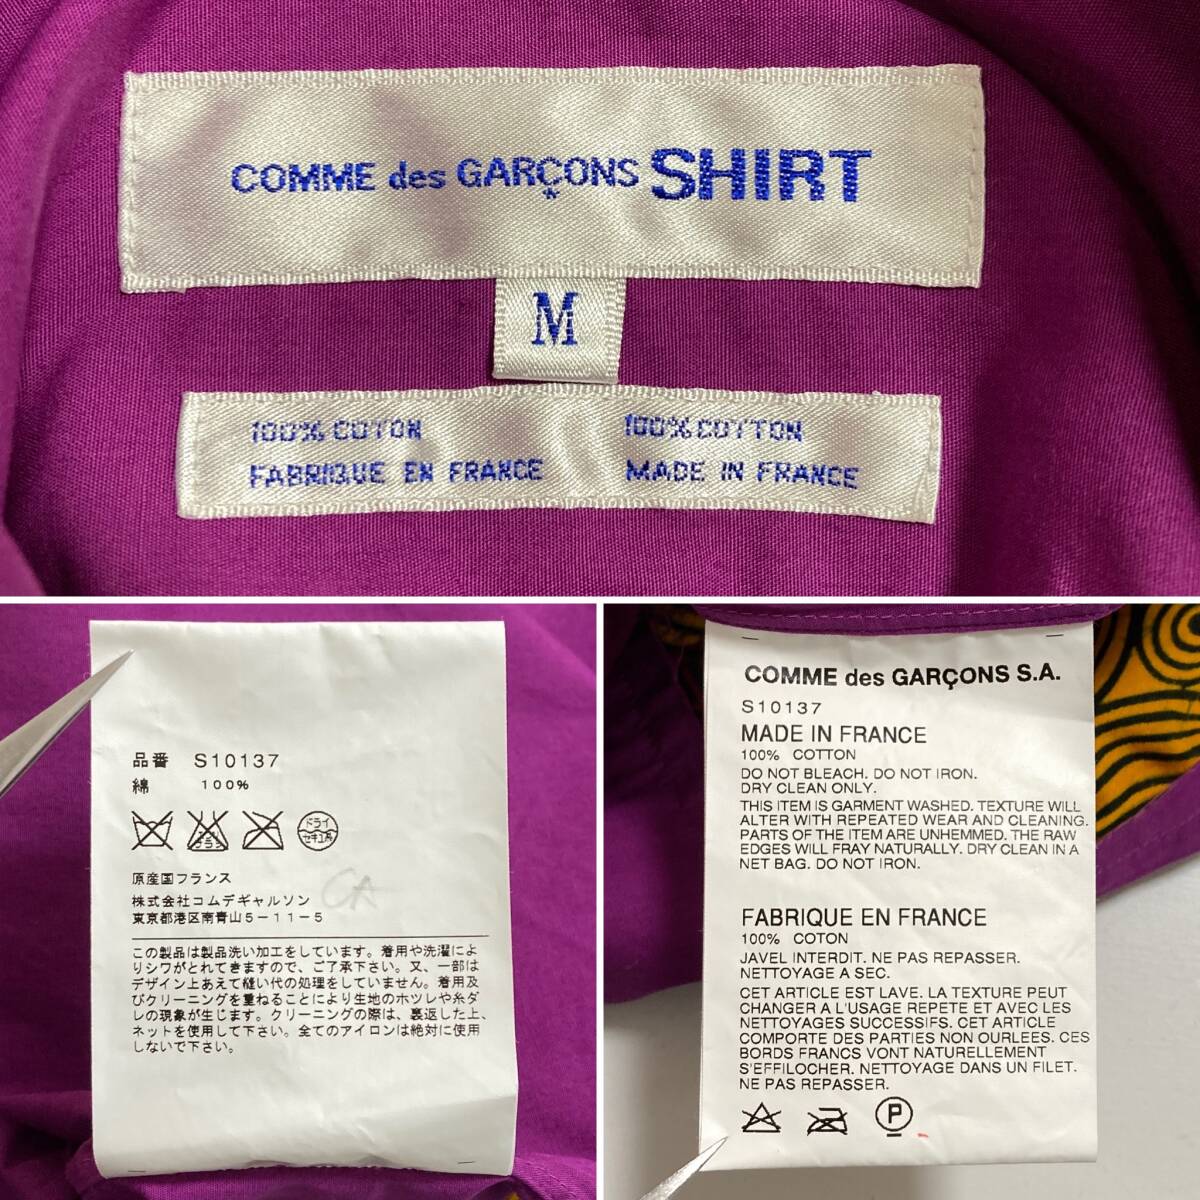 COMME des GARÇONS SHIRT
M
100% COTON
FABRIQUE EN FRANCE
100% COTTON
MADE IN FRANCE
品番 S10137
綿 100%
エンソサラシ
ドライ
セキユ系
原産国フランス
株式会社コムデギャルソン
CA
東京都港区南青山5-11-5
この製品は製品洗い加工をしています。着用や洗濯によ
りシワがとれてきますので、ご了承下さい。又、一部は
デザイン上あえて縫い代の処理をしていません。着用及
びクリーニングを重ねることにより生地のホツレや糸ダ
レの現象が生じます。クリーニングの際は、裏返した上、
ネットを使用して下さい。全てのアイロンは絶対に使用
しないで下さい。
COMME des GARÇONS S.A.
S10137
MADE IN FRANCE
100% COTTON
DO NOT BLEACH. DO NOT IRON.
DRY CLEAN ONLY.
THIS ITEM IS GARMENT WASHED. TEXTURE WILL
ALTER WITH REPEATED WEAR AND CLEANING.
PARTS OF THE ITEM ARE UNHEMMED. THE RAW
EDGES WILL FRAY NATURALLY. DRY CLEAN IN A
NET BAG. DO NOT IRON.
FABRIQUE EN FRANCE
100% COTON
JAVEL INTERDIT. NE PAS REPASSER.
NETTOYAGE A SEC.
CET ARTICLE EST LAVE. LA TEXTURE PEUT
CHANGER A L'USAGE REPETE ET AVEC LES
NETTOYAGES SUCCESSIFS. CET ARTICLE
COMPORTE DES PARTIES NON OURLEES. CES
BORDS FRANCS VONT NATURELLEMENT
S'EFFILOCHER. NETTOYAGE DANS UN FILET.
NE PAS REPASSER.
P